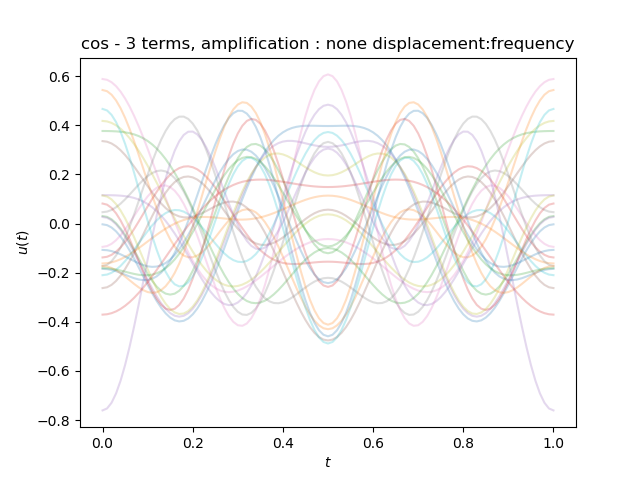 cos - 3 terms, amplification : none displacement:frequency
0.6
0.4
0.2
0.0
−0.2
−0.4
−0.6
−0.8
u(t)
0.0 0.2 0.4 0.6 0.8 1.0
t